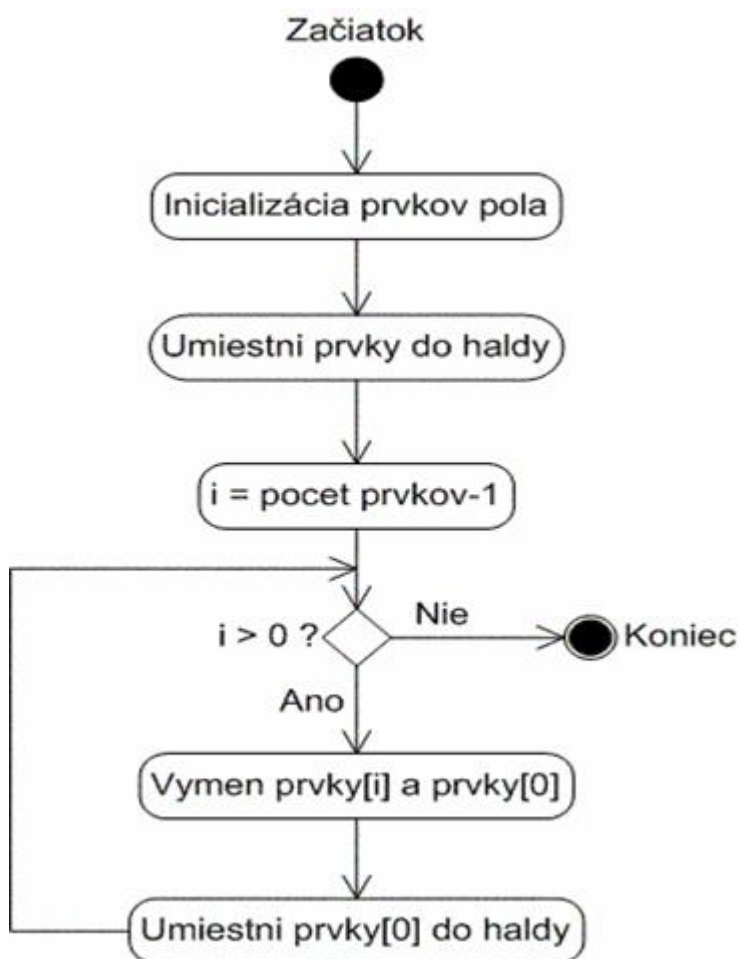 Začiatok
Inicializácia prvkov pola
Umiestni prvky do haldy
i = pocet prvkov-1
i > 0 ?
Nie
Koniec
Ano
Vymen prvky[i] a prvky[0]
Umiestni prvky[0] do haldy